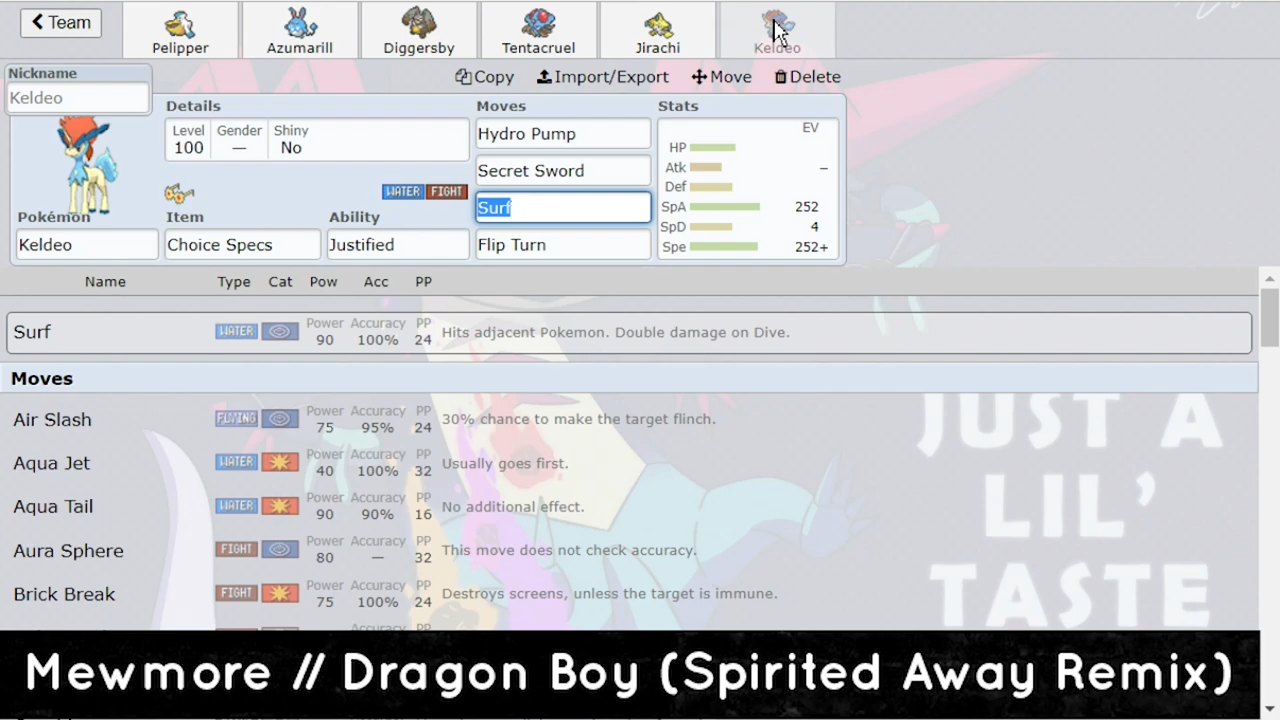 Team
Pelipper
Azumarill
Diggersby
Tentacruel
Jirachi
Keldeo
Nickname
Keldeo
Copy Import/Export Move Delete
Details
Level Gender Shiny
100 — No
WATER FIGHT
Pokémon Item Ability
Keldeo Choice Specs Justified
Moves
Hydro Pump
Secret Sword
Surf
Flip Turn
Stats
EV
HP
Atk –
Def
SpA 252
SpD 4
Spe 252+
Name Type Cat Pow Acc PP
Surf WATER Power 90 Accuracy 100% PP 24 Hits adjacent Pokemon. Double damage on Dive.
Moves
Air Slash FLYING Power 75 Accuracy 95% PP 24 30% chance to make the target flinch.
Aqua Jet WATER Power 40 Accuracy 100% PP 32 Usually goes first.
Aqua Tail WATER Power 90 Accuracy 90% PP 16 No additional effect.
Aura Sphere FIGHT Power 80 Accuracy — PP 32 This move does not check accuracy.
Brick Break FIGHT Power 75 Accuracy 100% PP 24 Destroys screens, unless the target is immune.
JUST A
LIL'
TASTE
Mewmore // Dragon Boy (Spirited Away Remix)